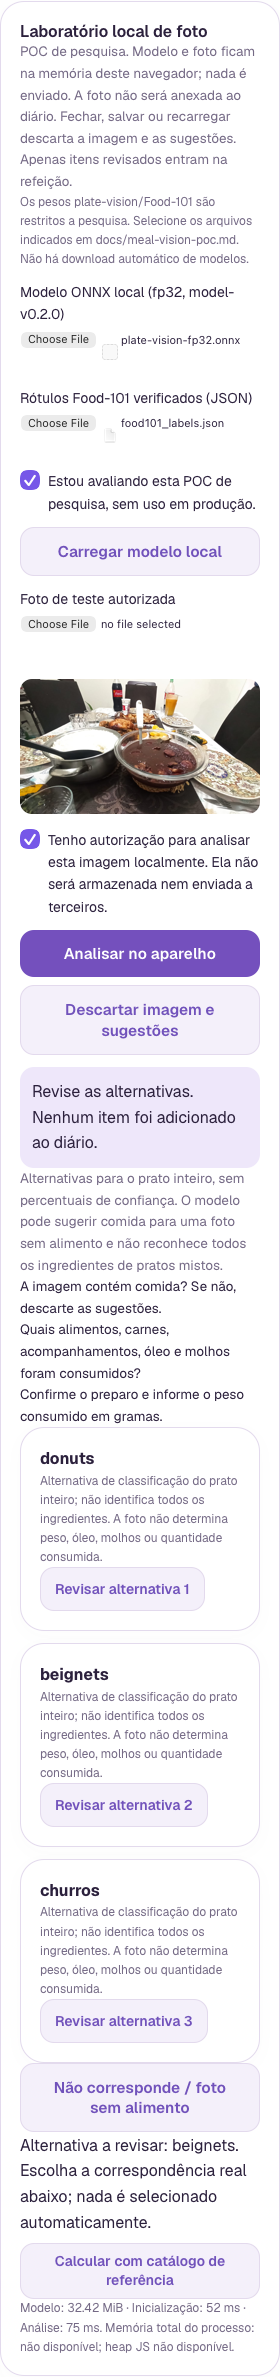 Laboratório local de foto
POC de pesquisa. Modelo e foto ficam
na memória deste navegador; nada é
enviado. A foto não será anexada ao
diário. Fechar, salvar ou recarregar
descarta a imagem e as sugestões.
Apenas itens revisados entram na
refeição.
Os pesos plate-vision/Food-101 são
restritos a pesquisa. Selecione os arquivos
indicados em docs/meal-vision-poc.md.
Não há download automático de modelos.
Modelo ONNX local (fp32, model-
v0.2.0)
Choose File plate-vision-fp32.onnx
Rótulos Food-101 verificados (JSON)
Choose File food101_labels.json
Estou avaliando esta POC de
pesquisa, sem uso em produção.
Carregar modelo local
Foto de teste autorizada
Choose File no file selected
Tenho autorização para analisar
esta imagem localmente. Ela não
será armazenada nem enviada a
terceiros.
Analisar no aparelho
Descartar imagem e
sugestões
Revise as alternativas.
Nenhum item foi adicionado
ao diário.
Alternativas para o prato inteiro, sem
percentuais de confiança. O modelo
pode sugerir comida para uma foto
sem alimento e não reconhece todos
os ingredientes de pratos mistos.
A imagem contém comida? Se não,
descarte as sugestões.
Quais alimentos, carnes,
acompanhamentos, óleo e molhos
foram consumidos?
Confirme o preparo e informe o peso
consumido em gramas.
donuts
Alternativa de classificação do prato
inteiro; não identifica todos os
ingredientes. A foto não determina
peso, óleo, molhos ou quantidade
consumida.
Revisar alternativa 1
beignets
Alternativa de classificação do prato
inteiro; não identifica todos os
ingredientes. A foto não determina
peso, óleo, molhos ou quantidade
consumida.
Revisar alternativa 2
churros
Alternativa de classificação do prato
inteiro; não identifica todos os
ingredientes. A foto não determina
peso, óleo, molhos ou quantidade
consumida.
Revisar alternativa 3
Não corresponde / foto
sem alimento
Alternativa a revisar: beignets.
Escolha a correspondência real
abaixo; nada é selecionado
automaticamente.
Calcular com catálogo de
referência
Modelo: 32.42 MiB · Inicialização: 52 ms ·
Análise: 75 ms. Memória total do processo:
não disponível; heap JS não disponível.